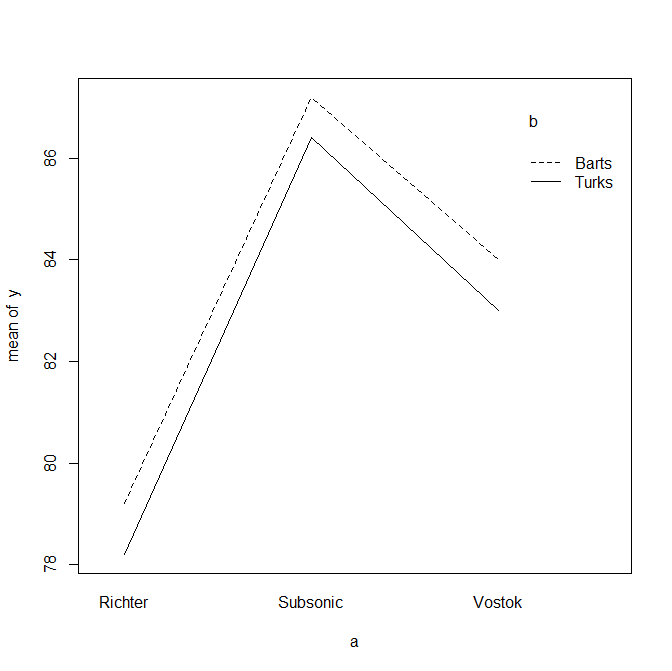 b
Barts
Turks
86
84
82
80
78
mean of y
Richter Subsonic Vostok
a